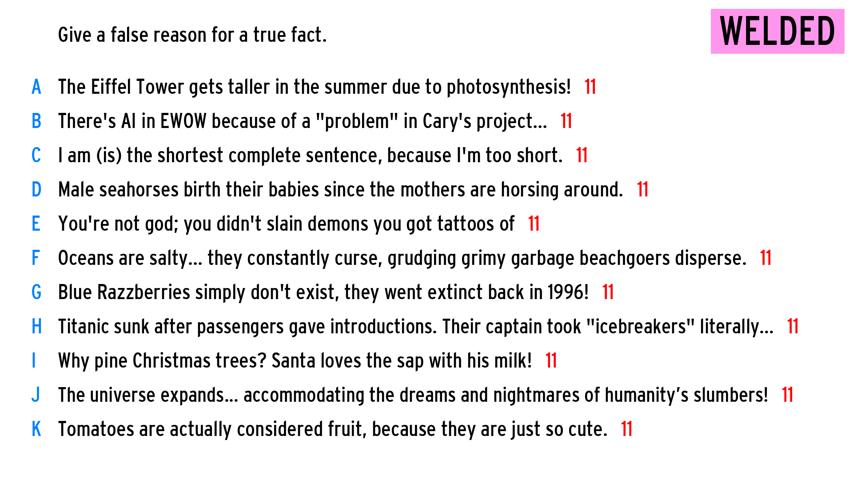 Give a false reason for a true fact.
WELDED
A The Eiffel Tower gets taller in the summer due to photosynthesis! 11
B There's AI in EWOW because of a "problem" in Cary's project... 11
C I am (is) the shortest complete sentence, because I'm too short. 11
D Male seahorses birth their babies since the mothers are horsing around. 11
E You're not god; you didn't slain demons you got tattoos of 11
F Oceans are salty... they constantly curse, grudging grimy garbage beachgoers disperse. 11
G Blue Razzberries simply don't exist, they went extinct back in 1996! 11
H Titanic sunk after passengers gave introductions. Their captain took "icebreakers" literally... 11
I Why pine Christmas trees? Santa loves the sap with his milk! 11
J The universe expands... accommodating the dreams and nightmares of humanity’s slumbers! 11
K Tomatoes are actually considered fruit, because they are just so cute. 11